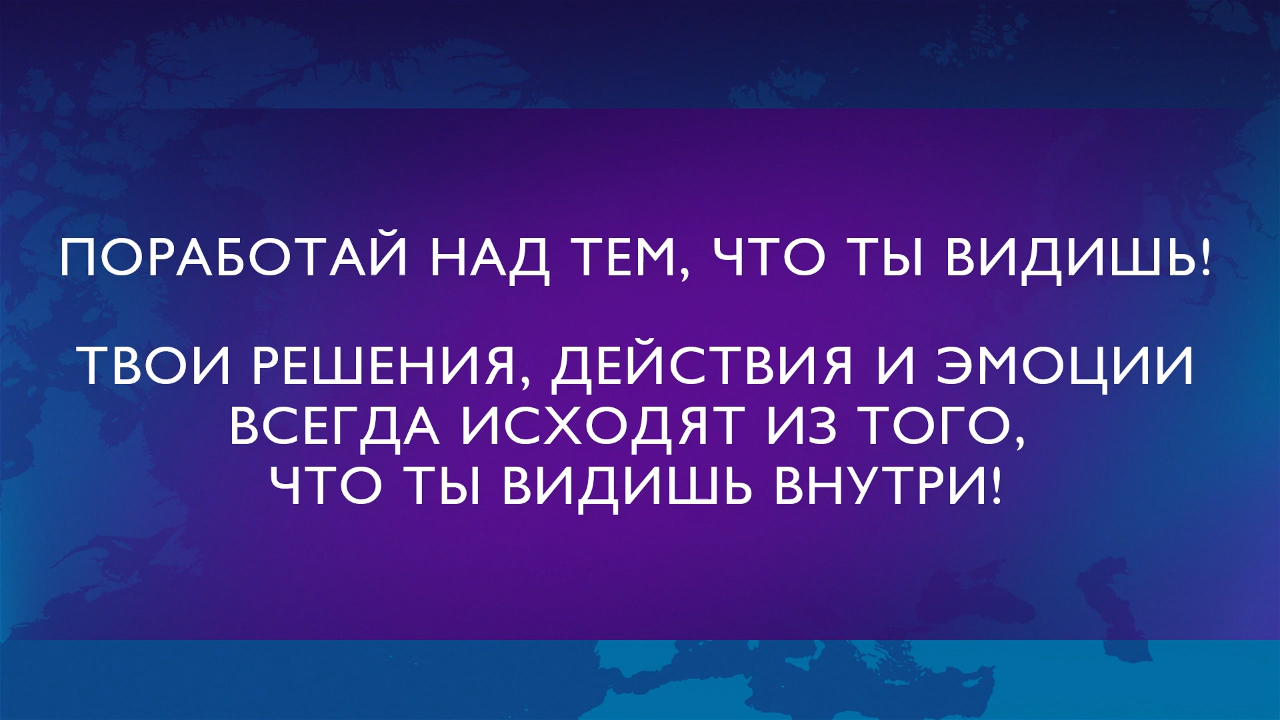 ПОРАБОТАЙ НАД ТЕМ, ЧТО ТЫ ВИДИШЬ!
ТВОИ РЕШЕНИЯ, ДЕЙСТВИЯ И ЭМОЦИИ
ВСЕГДА ИСХОДЯТ ИЗ ТОГО,
ЧТО ТЫ ВИДИШЬ ВНУТРИ!